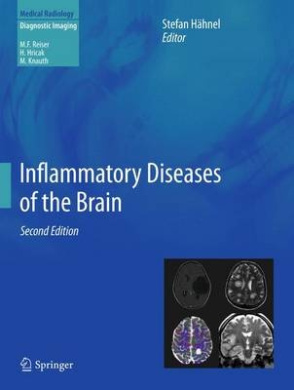 Medical Radiology
Diagnostic Imaging
M.F. Reiser
H. Hricak
M. Knauth
Stefan Hähnel
Editor
Inflammatory Diseases
of the Brain
Second Edition
Springer